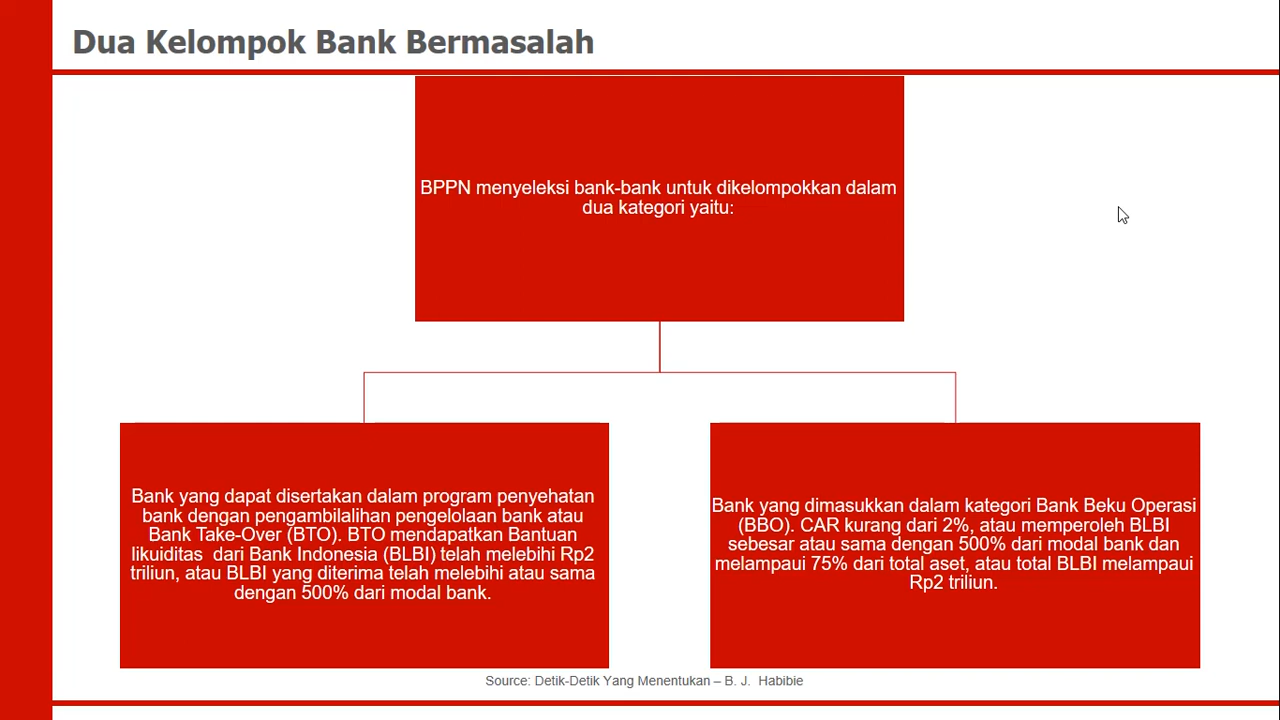 Dua Kelompok Bank Bermasalah
BPPN menyeleksi bank-bank untuk dikelompokkan dalam
dua kategori yaitu:
Bank yang dapat disertakan dalam program penyehatan
bank dengan pengambilalihan pengelolaan bank atau
Bank Take-Over (BTO). BTO mendapatkan Bantuan
likuiditas  dari Bank Indonesia (BLBI) telah melebihi Rp2
triliun, atau BLBI yang diterima telah melebihi atau sama
dengan 500% dari modal bank.
Bank yang dimasukkan dalam kategori Bank Beku Operasi
(BBO). CAR kurang dari 2%, atau memperoleh BLBI
sebesar atau sama dengan 500% dari modal bank dan
melampaui 75% dari total aset, atau total BLBI melampaui
Rp2 triliun.
Source: Detik-Detik Yang Menentukan – B. J.  Habibie